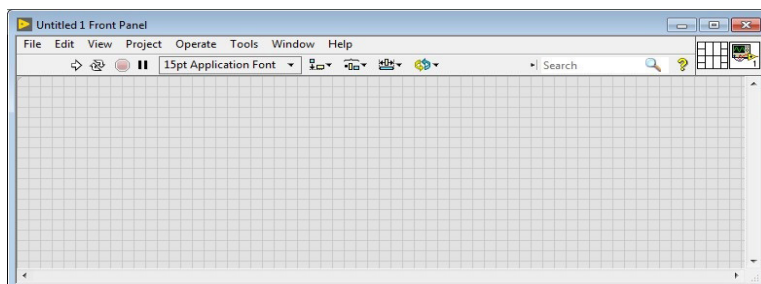 Untitled 1 Front Panel
File Edit View Project Operate Tools Window Help
15pt Application Font Search ?
1